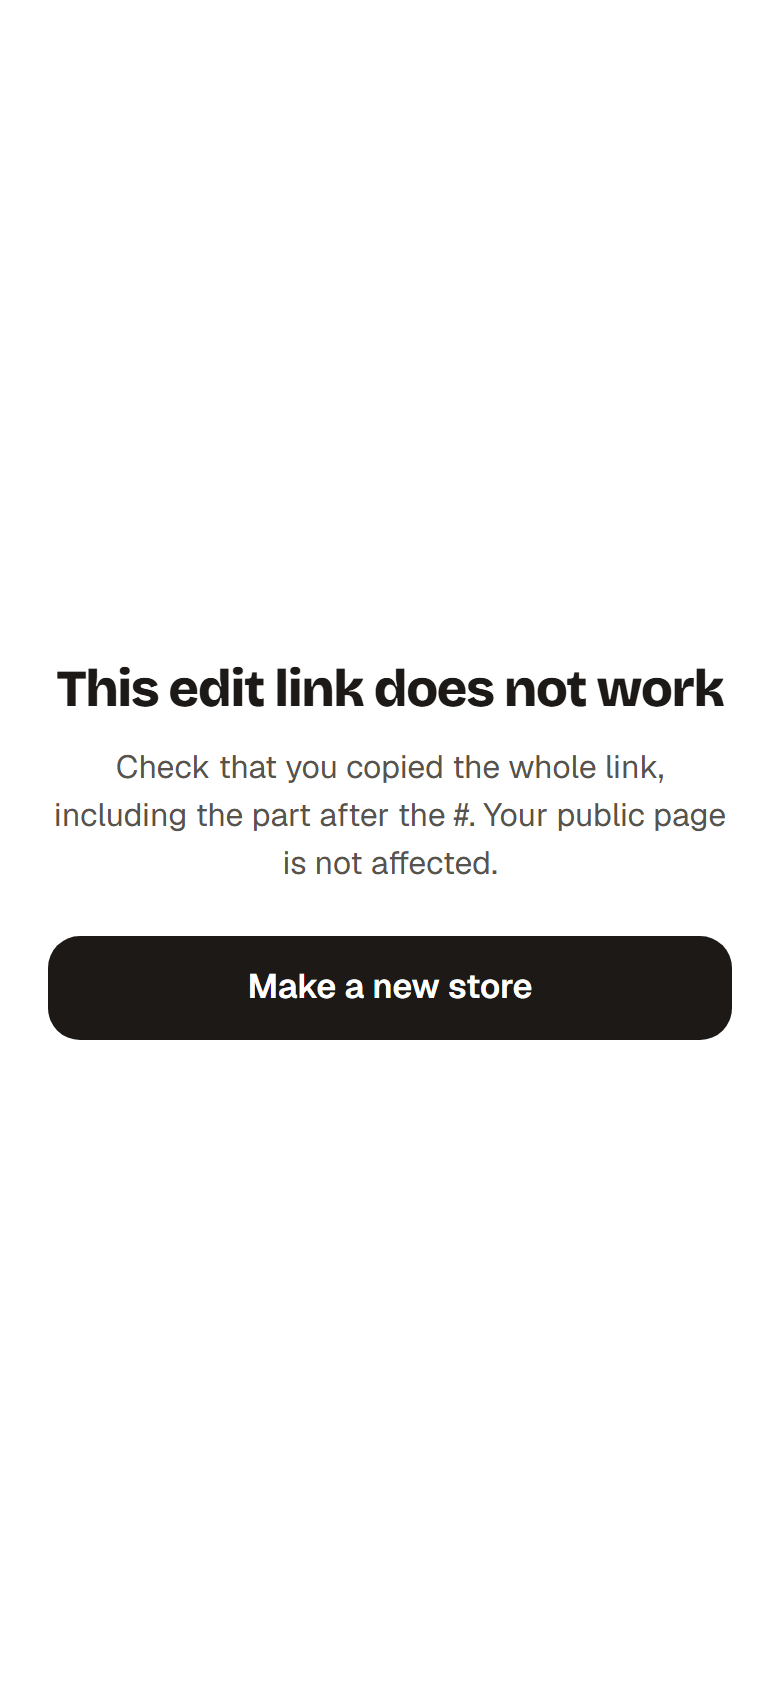 This edit link does not work
Check that you copied the whole link,
including the part after the #. Your public page
is not affected.
Make a new store